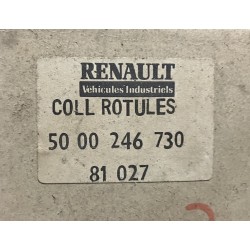 RENAULT
Véhicules Industriels
COLL ROTULES
50 00 246 730
81 027